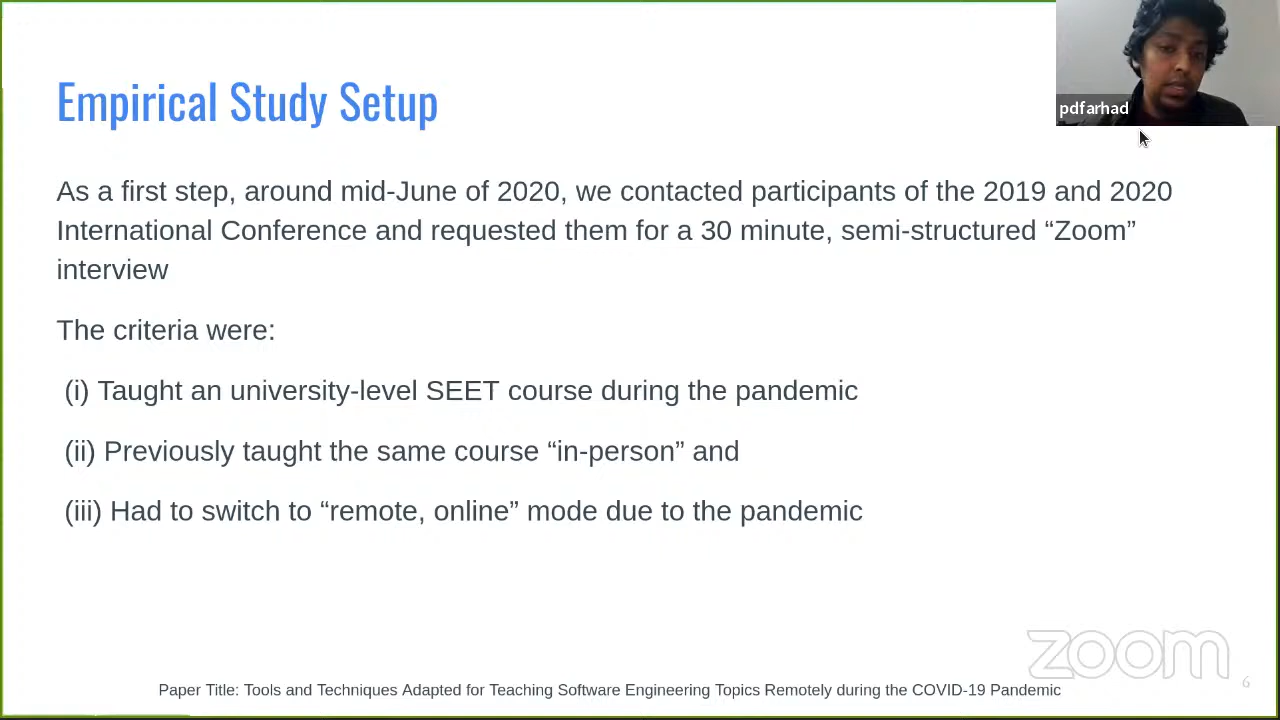 pdfarhad
Empirical Study Setup
As a first step, around mid-June of 2020, we contacted participants of the 2019 and 2020
International Conference and requested them for a 30 minute, semi-structured “Zoom”
interview
The criteria were:
(i) Taught an university-level SEET course during the pandemic
(ii) Previously taught the same course “in-person” and
(iii) Had to switch to “remote, online” mode due to the pandemic
zoom
6
Paper Title: Tools and Techniques Adapted for Teaching Software Engineering Topics Remotely during the COVID-19 Pandemic